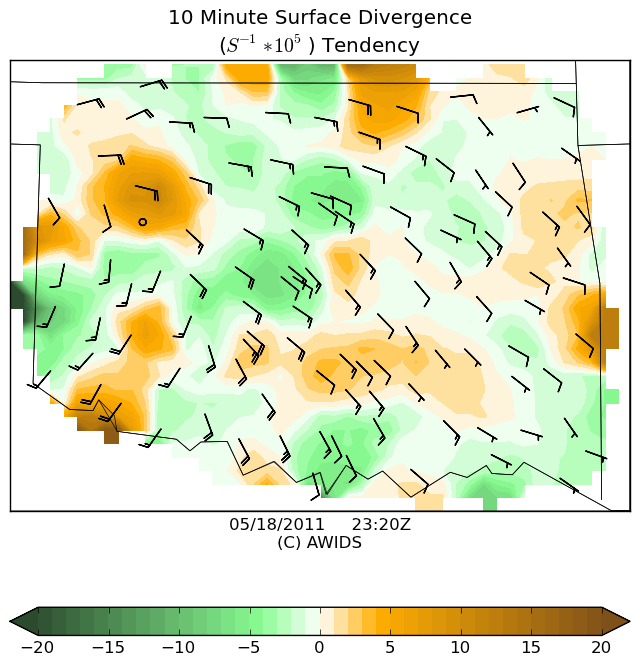 10 Minute Surface Divergence
(S⁻¹ *10⁵ ) Tendency
05/18/2011 23:20Z
(C) AWIDS
−20 −15 −10 −5 0 5 10 15 20